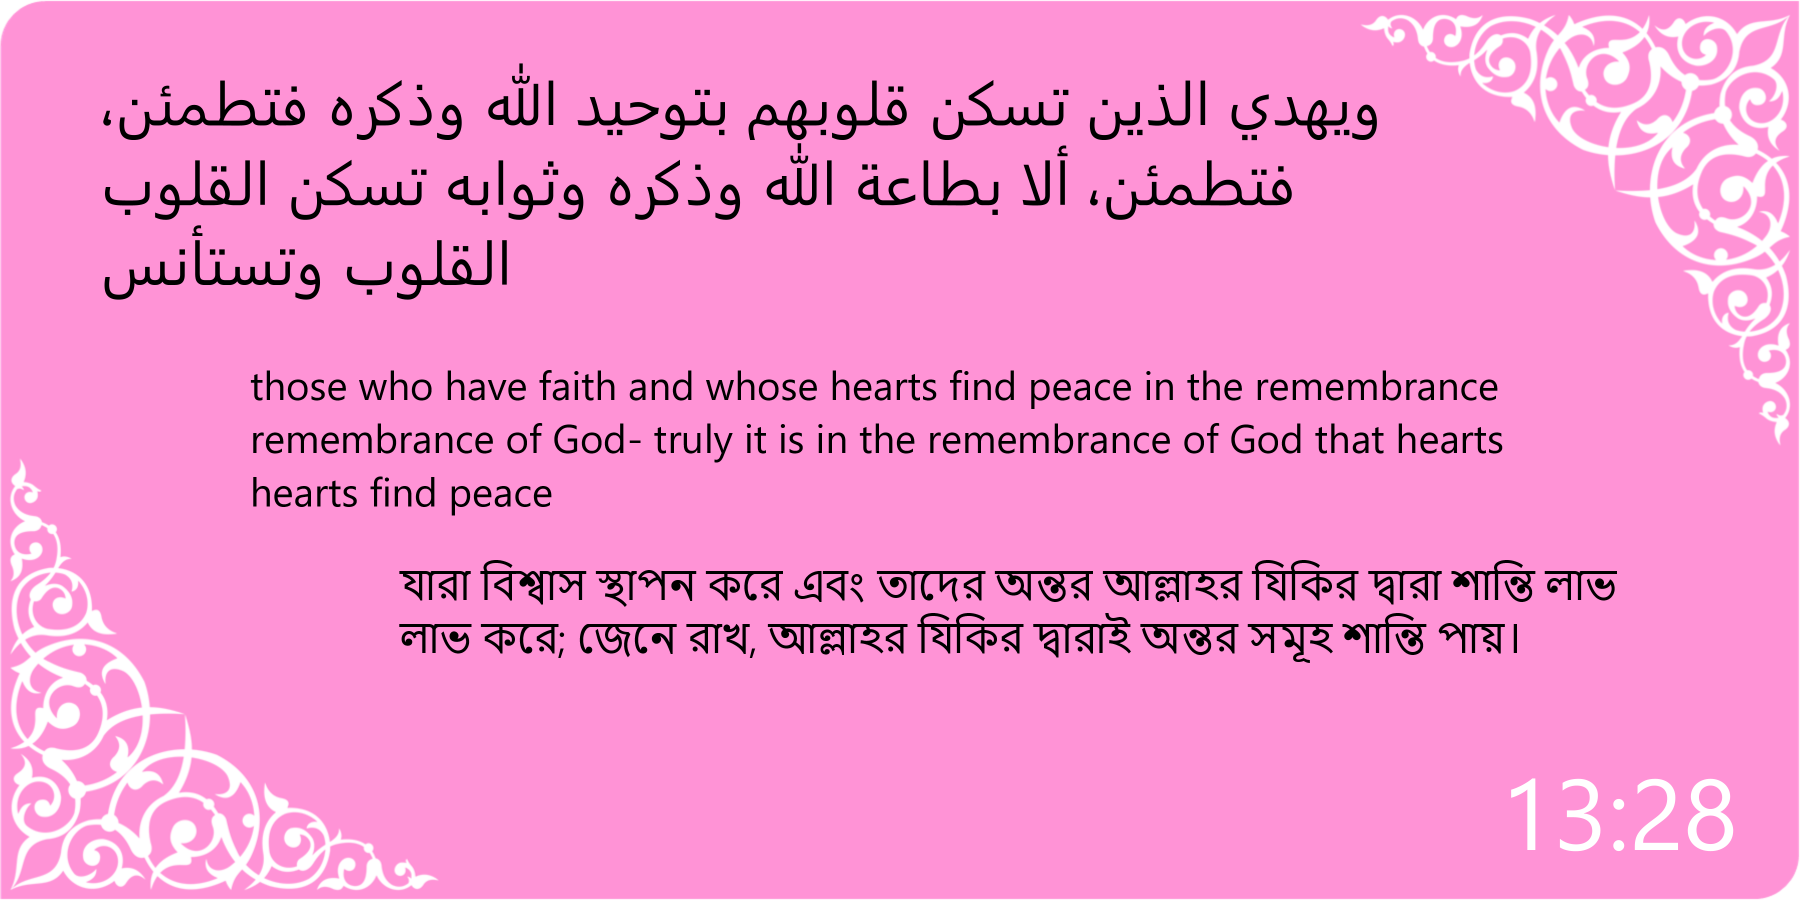 ويهدي الذين تسكن قلوبهم بتوحيد الله وذكره فتطمئن،
فتطمئن، ألا بطاعة الله وذكره وثوابه تسكن القلوب
القلوب وتستأنس
those who have faith and whose hearts find peace in the remembrance
remembrance of God- truly it is in the remembrance of God that hearts
hearts find peace
যারা বিশ্বাস স্থাপন করে এবং তাদের অন্তর আল্লাহর যিকির দ্বারা শান্তি লাভ
লাভ করে; জেনে রাখ, আল্লাহর যিকির দ্বারাই অন্তর সমূহ শান্তি পায়।
13:28